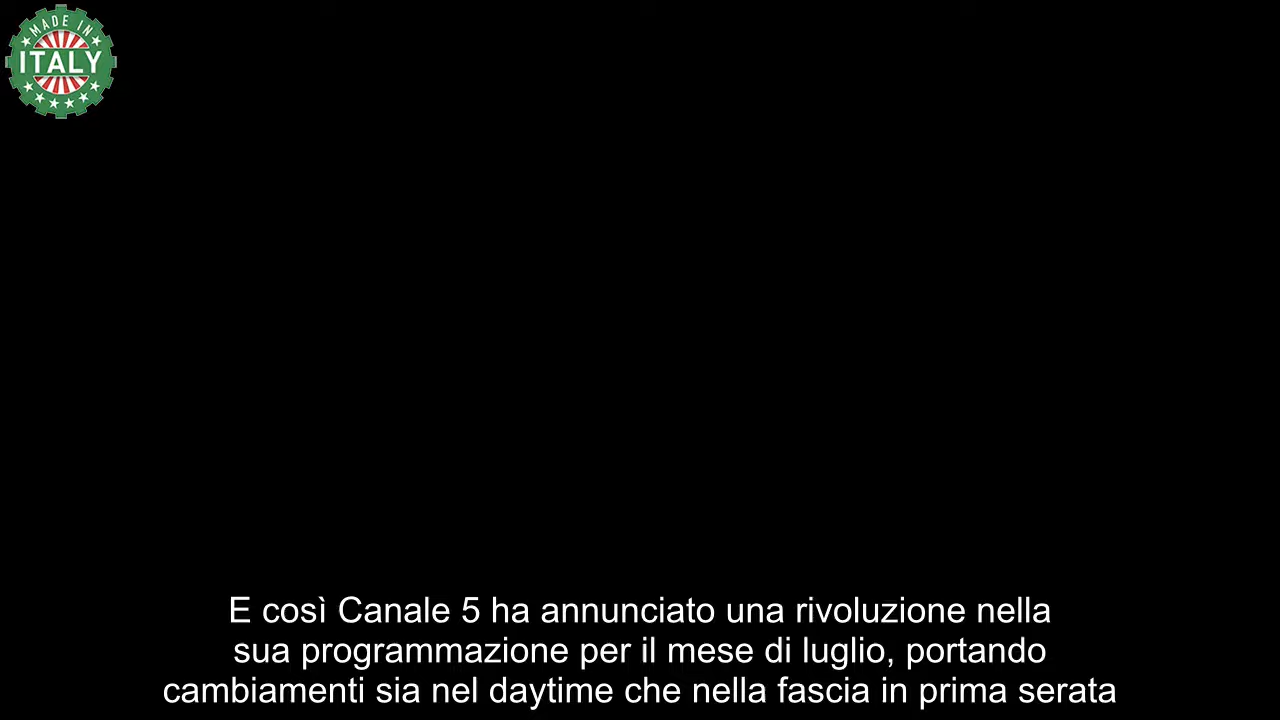 MADE IN
ITALY
E così Canale 5 ha annunciato una rivoluzione nella
sua programmazione per il mese di luglio, portando
cambiamenti sia nel daytime che nella fascia in prima serata